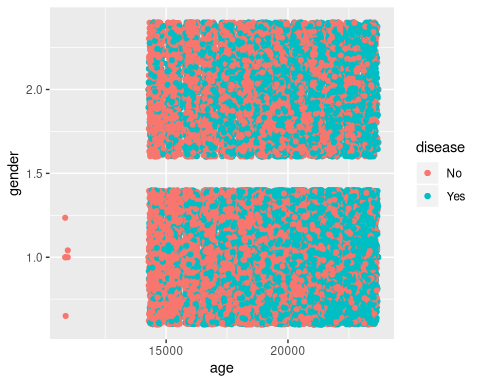 2.0
1.5
1.0
gender
15000 20000
age
disease
No
Yes